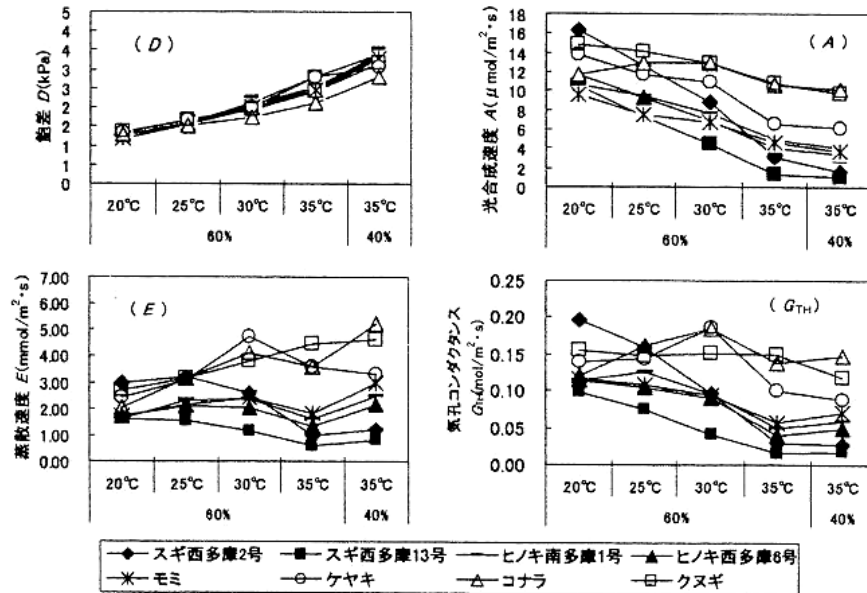 (D)
飽差 D(kPa)
4
4
3
3
2
2
1
1
0
20℃ 25℃ 30℃ 35℃ 35℃
60% 40%
(A)
光合成速度 A(μmol/m²・s)
18
16
14
12
10
8
6
4
2
0
20℃ 25℃ 30℃ 35℃ 35℃
60% 40%
(E)
蒸散速度 E(mmol/m²・s)
7.00
6.00
5.00
4.00
3.00
2.00
1.00
0.00
20℃ 25℃ 30℃ 35℃ 35℃
60% 40%
(GTH)
気孔コンダクタンス
GTH(mol/m²・s)
0.25
0.20
0.15
0.10
0.05
0.00
20℃ 25℃ 30℃ 35℃ 35℃
60% 40%
スギ西多摩2号 スギ西多摩13号 ヒノキ南多摩1号 ヒノキ西多摩6号
モミ ケヤキ コナラ クヌギ